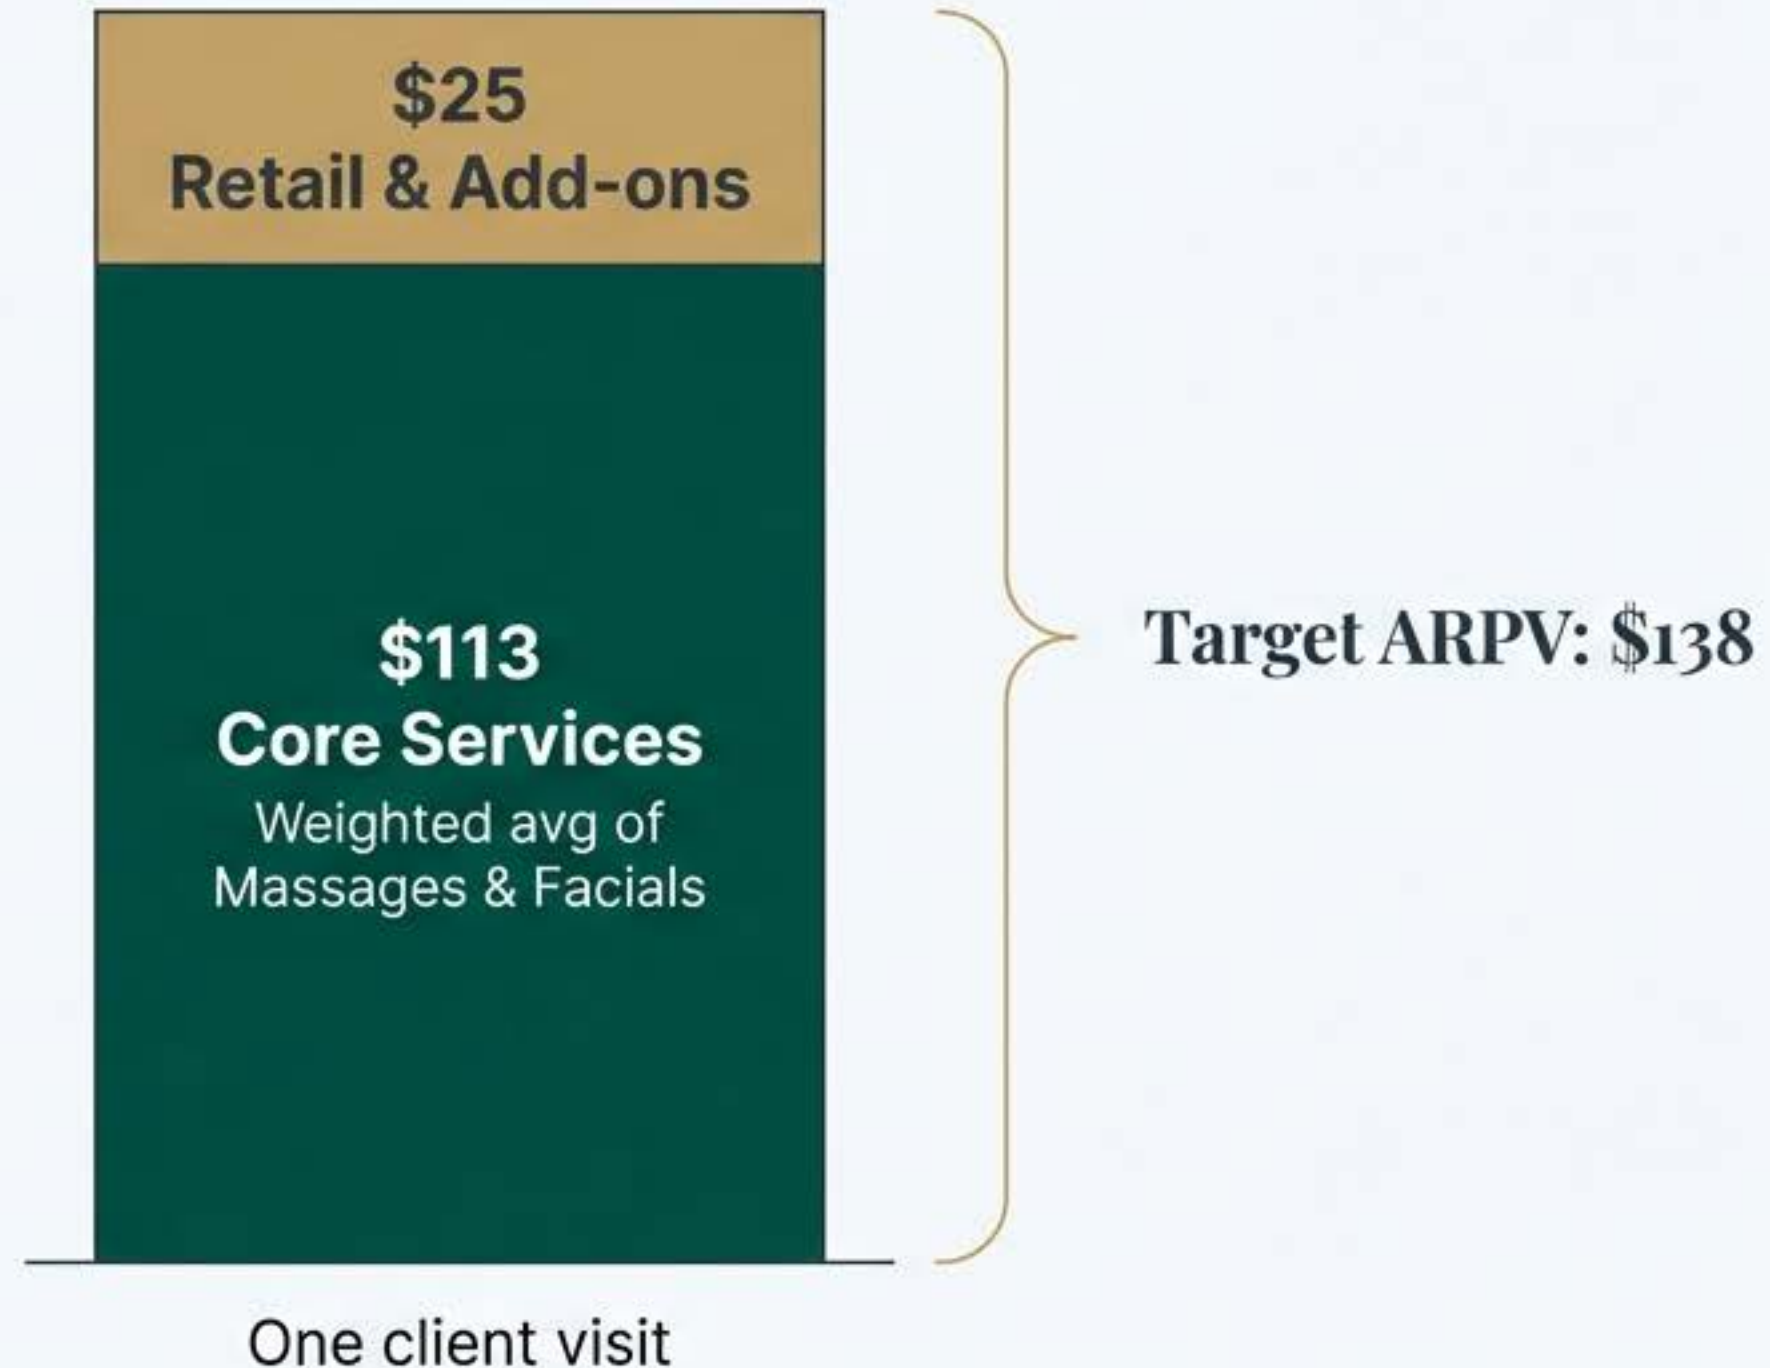 $25
Retail & Add-ons
$113
Core Services
Weighted avg of
Massages & Facials
Target ARPV: $138
One client visit